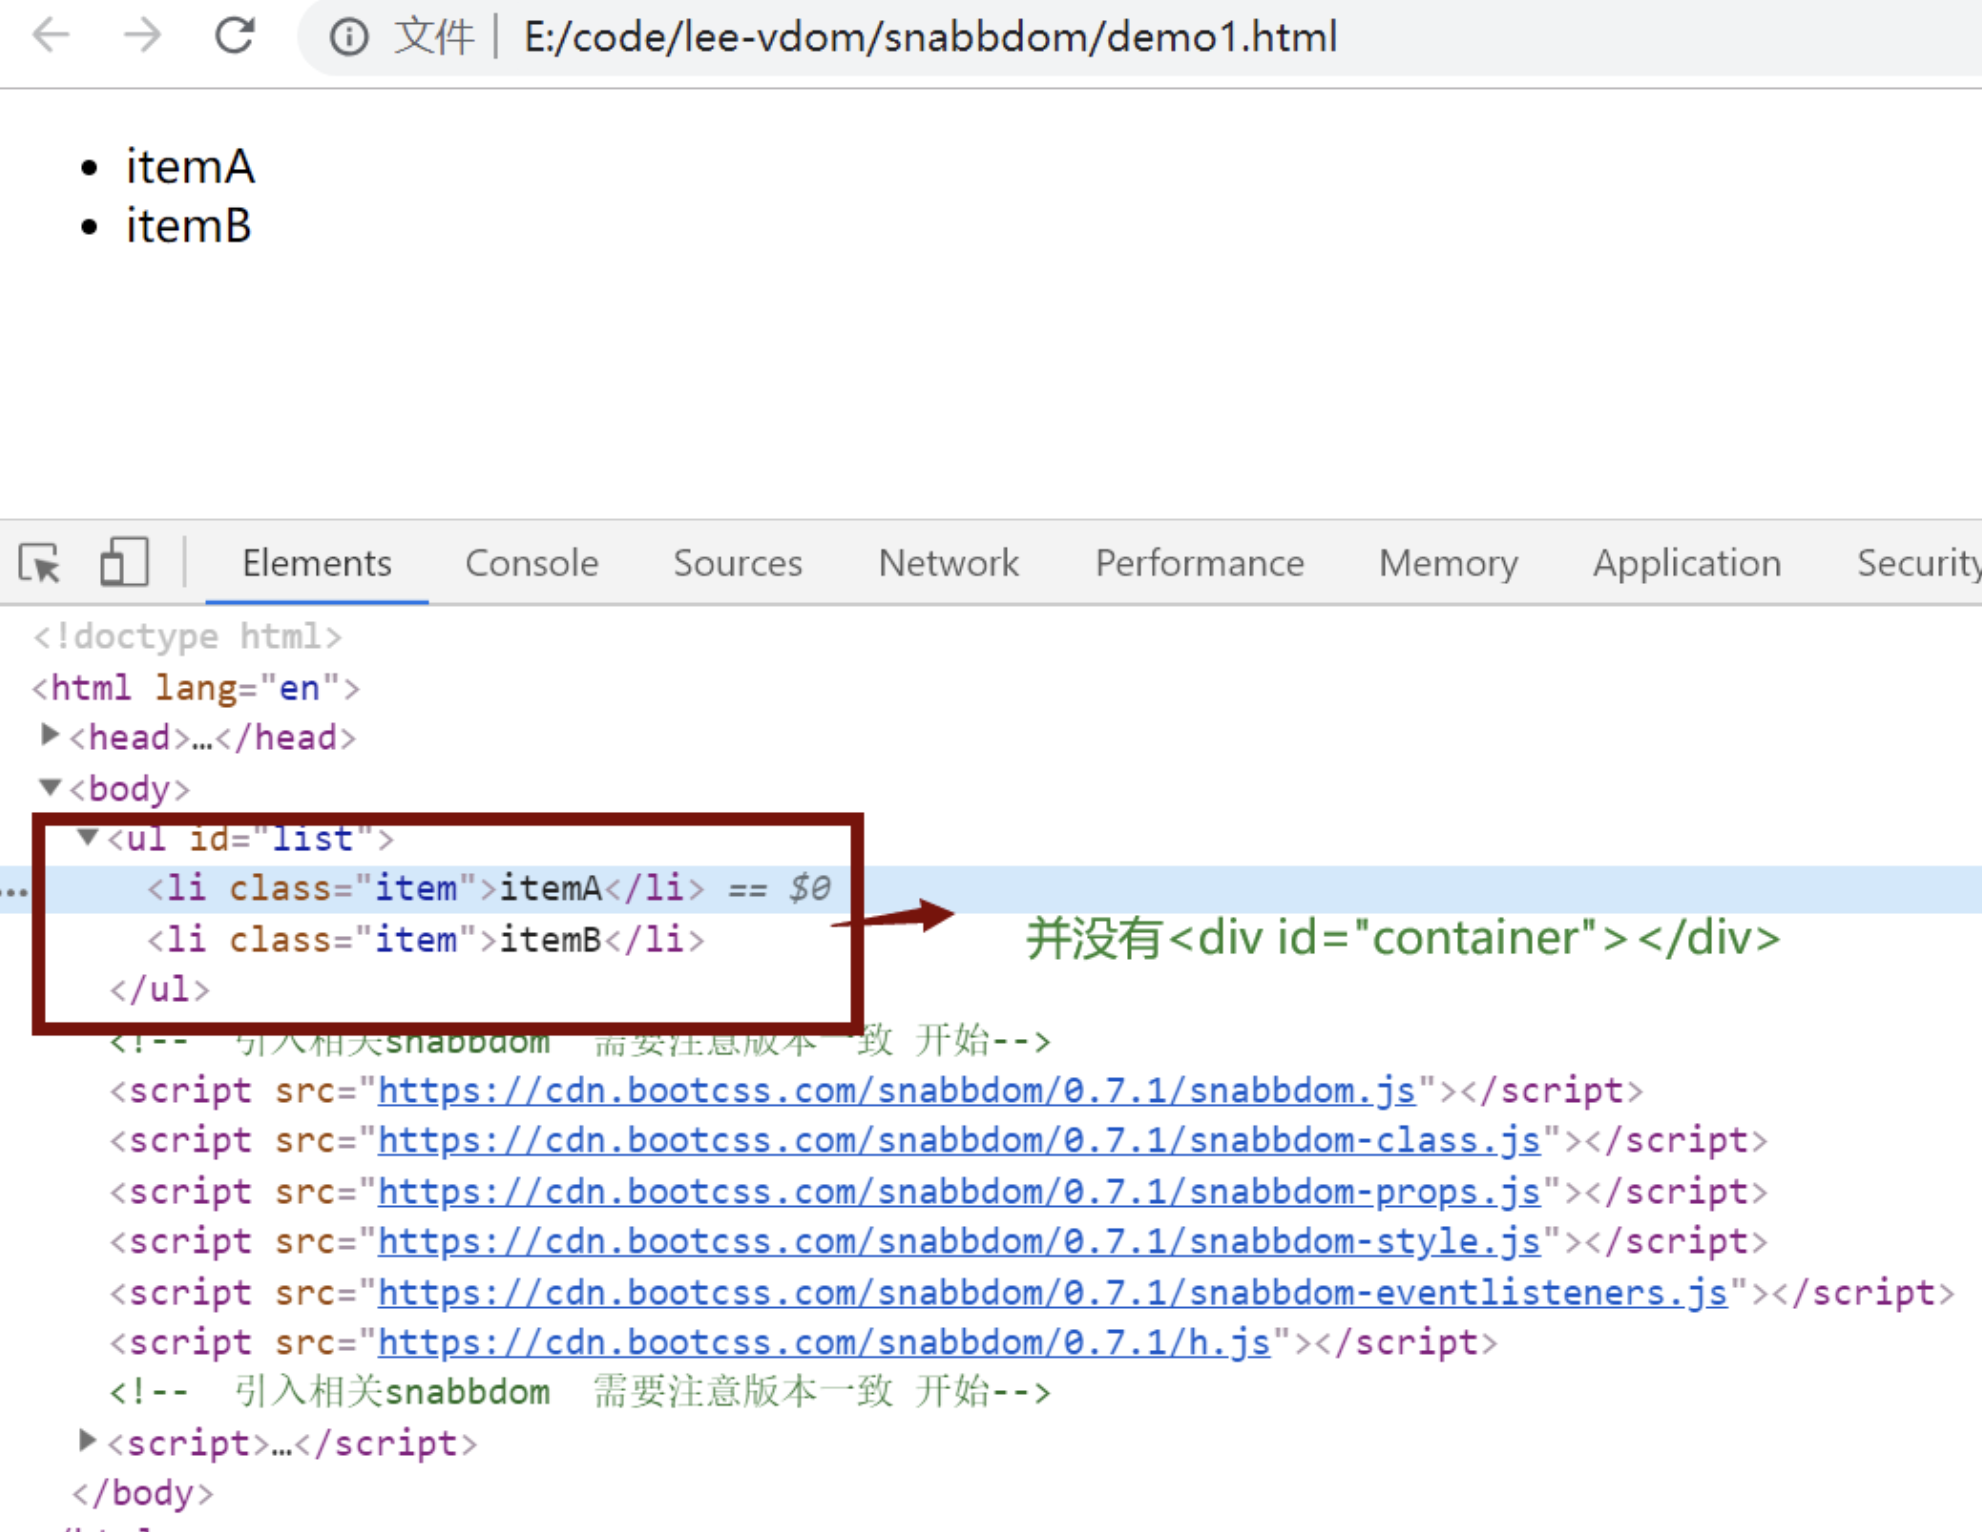 文件 | E:/code/lee-vdom/snabbdom/demo1.html
• itemA
• itemB
Elements Console Sources Network Performance Memory Application Security
<!doctype html>
<html lang="en">
<head>…</head>
<body>
<ul id="list">
<li class="item">itemA</li> == $0
<li class="item">itemB</li>
并没有<div id="container"></div>
</ul>
<!-- 引入相关snabbdom 需要注意版本一致 开始-->
<script src="https://cdn.bootcss.com/snabbdom/0.7.1/snabbdom.js"></script>
<script src="https://cdn.bootcss.com/snabbdom/0.7.1/snabbdom-class.js"></script>
<script src="https://cdn.bootcss.com/snabbdom/0.7.1/snabbdom-props.js"></script>
<script src="https://cdn.bootcss.com/snabbdom/0.7.1/snabbdom-style.js"></script>
<script src="https://cdn.bootcss.com/snabbdom/0.7.1/snabbdom-eventlisteners.js"></script>
<script src="https://cdn.bootcss.com/snabbdom/0.7.1/h.js"></script>
<!-- 引入相关snabbdom 需要注意版本一致 开始-->
<script>…</script>
</body>